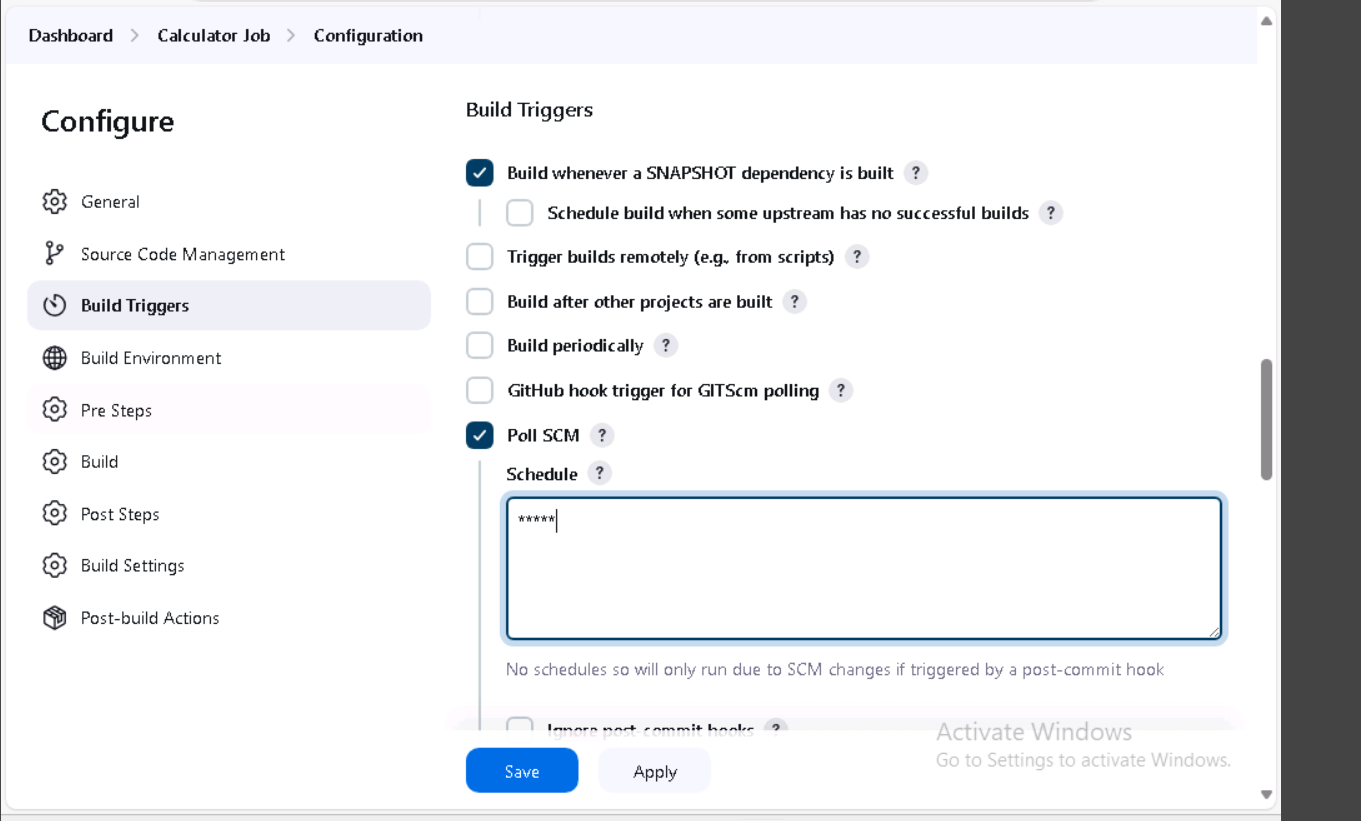 Dashboard > Calculator Job > Configuration
Configure
General
Source Code Management
Build Triggers
Build Environment
Pre Steps
Build
Post Steps
Build Settings
Post-build Actions
Build Triggers
Build whenever a SNAPSHOT dependency is built ?
Schedule build when some upstream has no successful builds ?
Trigger builds remotely (e.g., from scripts) ?
Build after other projects are built ?
Build periodically ?
GitHub hook trigger for GITScm polling ?
Poll SCM ?
Schedule ?
*****
No schedules so will only run due to SCM changes if triggered by a post-commit hook
Ignore post-commit hooks ?
Save
Apply
Activate Windows
Go to Settings to activate Windows.